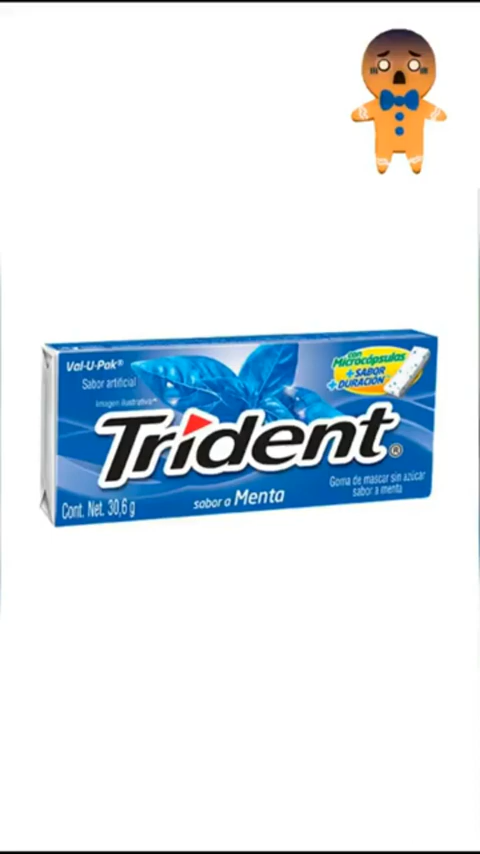 Val-U-Pak®
Sabor artificial
Imagen ilustrativa*
con
Microcápsulas
+SABOR
+DURACIÓN
Trident®
Cont. Net. 30,6 g
sabor a Menta
Goma de mascar sin azúcar
sabor a menta